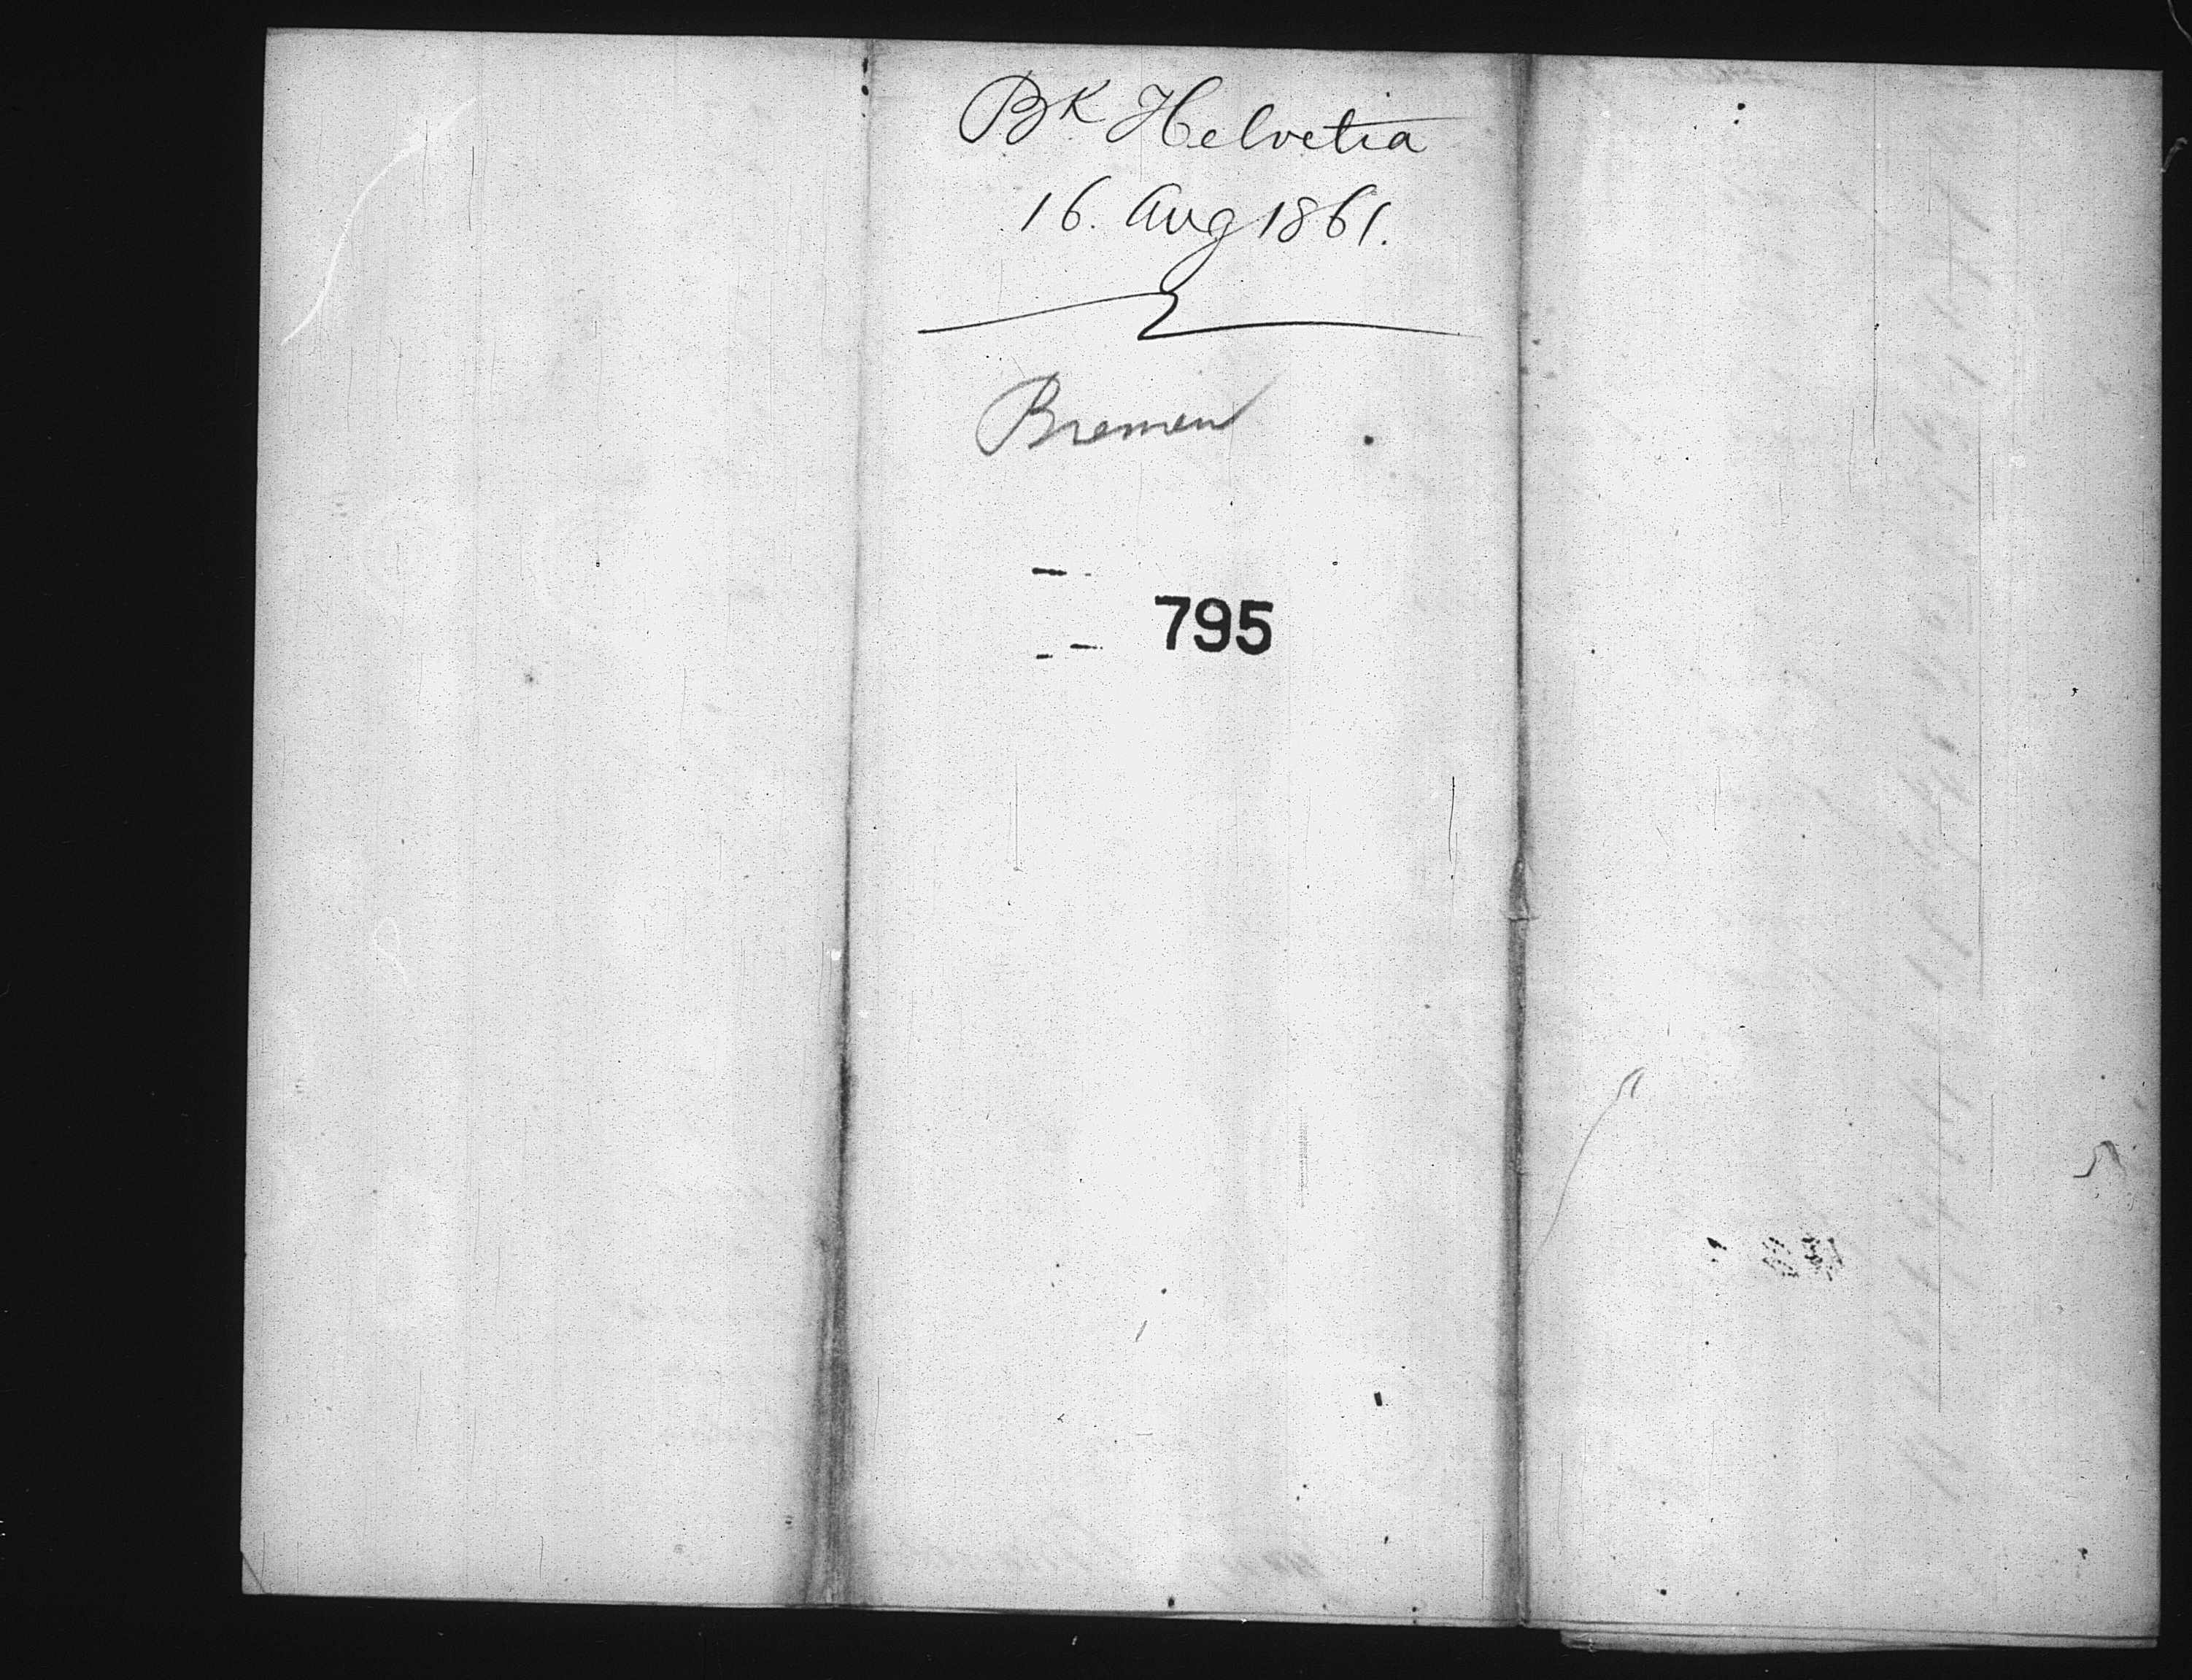 BK Helvetia
16. Aug 1861.
Bremen
795